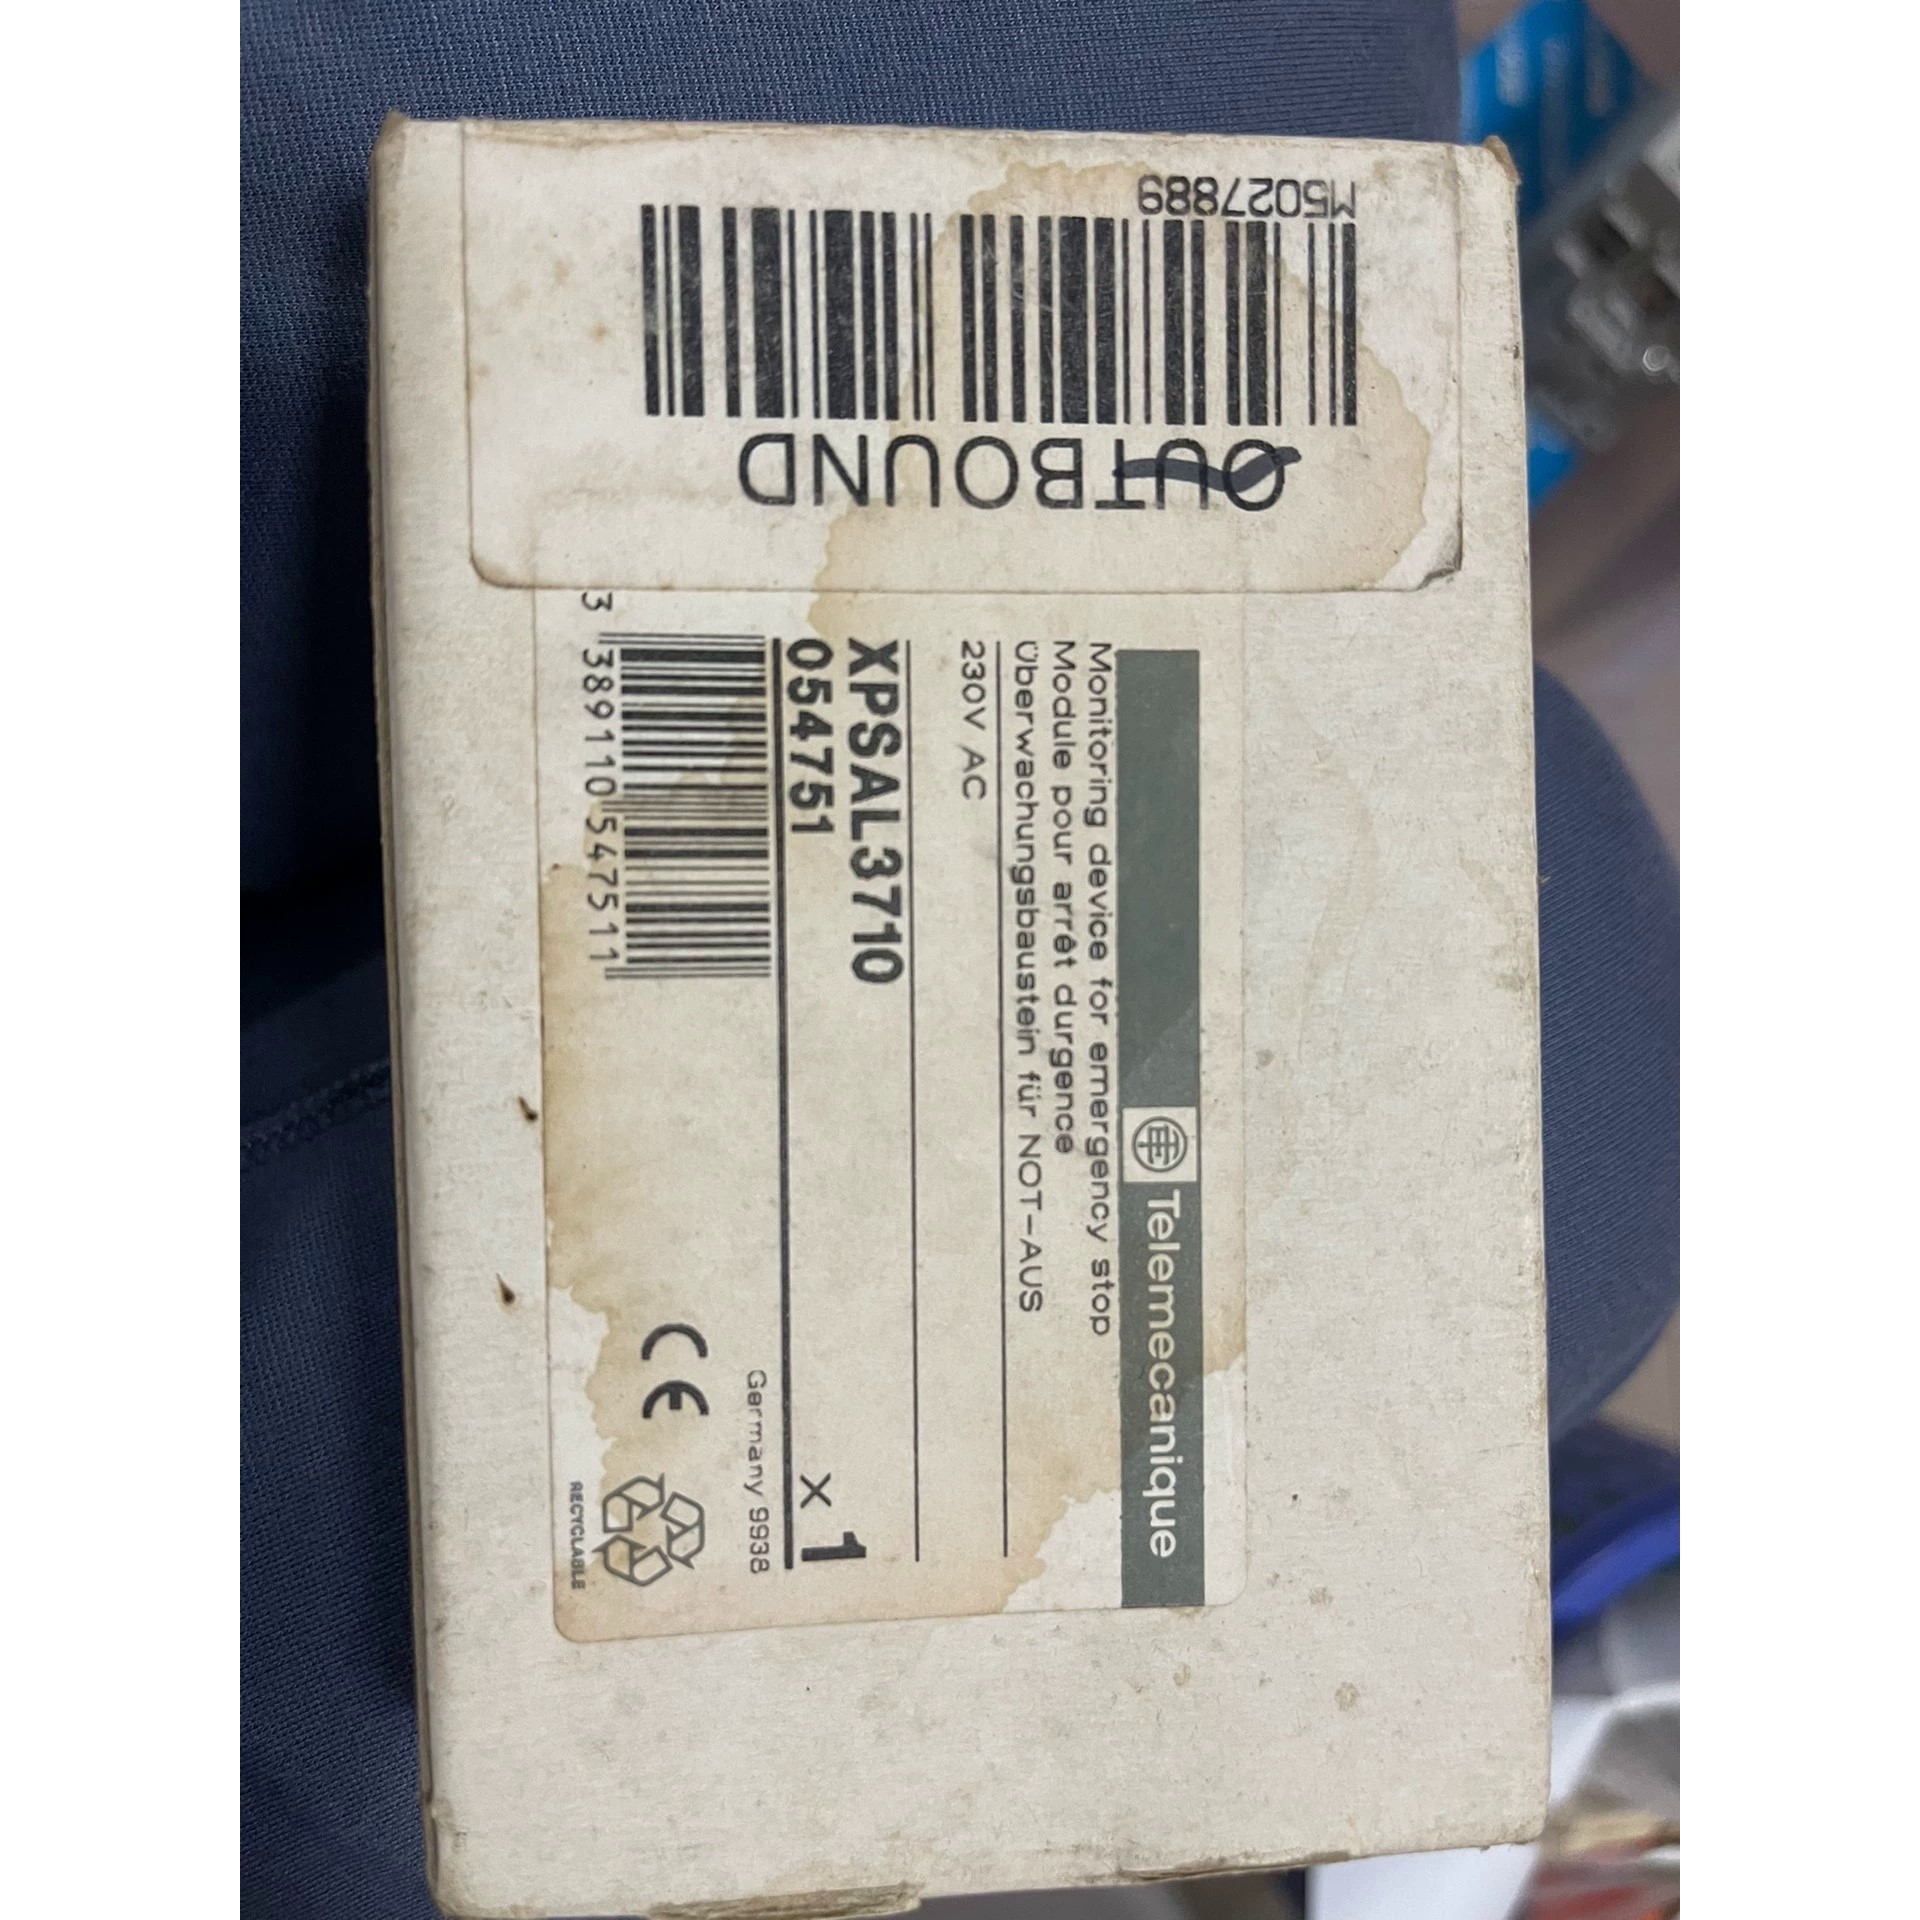 M5027889
OUTBOUND
Telemecanique
Monitoring device for emergency stop
Module pour arrêt durgence
Überwachungsbaustein für NOT-AUS
230V AC
XPSAL3710
054751
x 1
Germany 9938
3 389110 547511
CE
RECYCLABLE